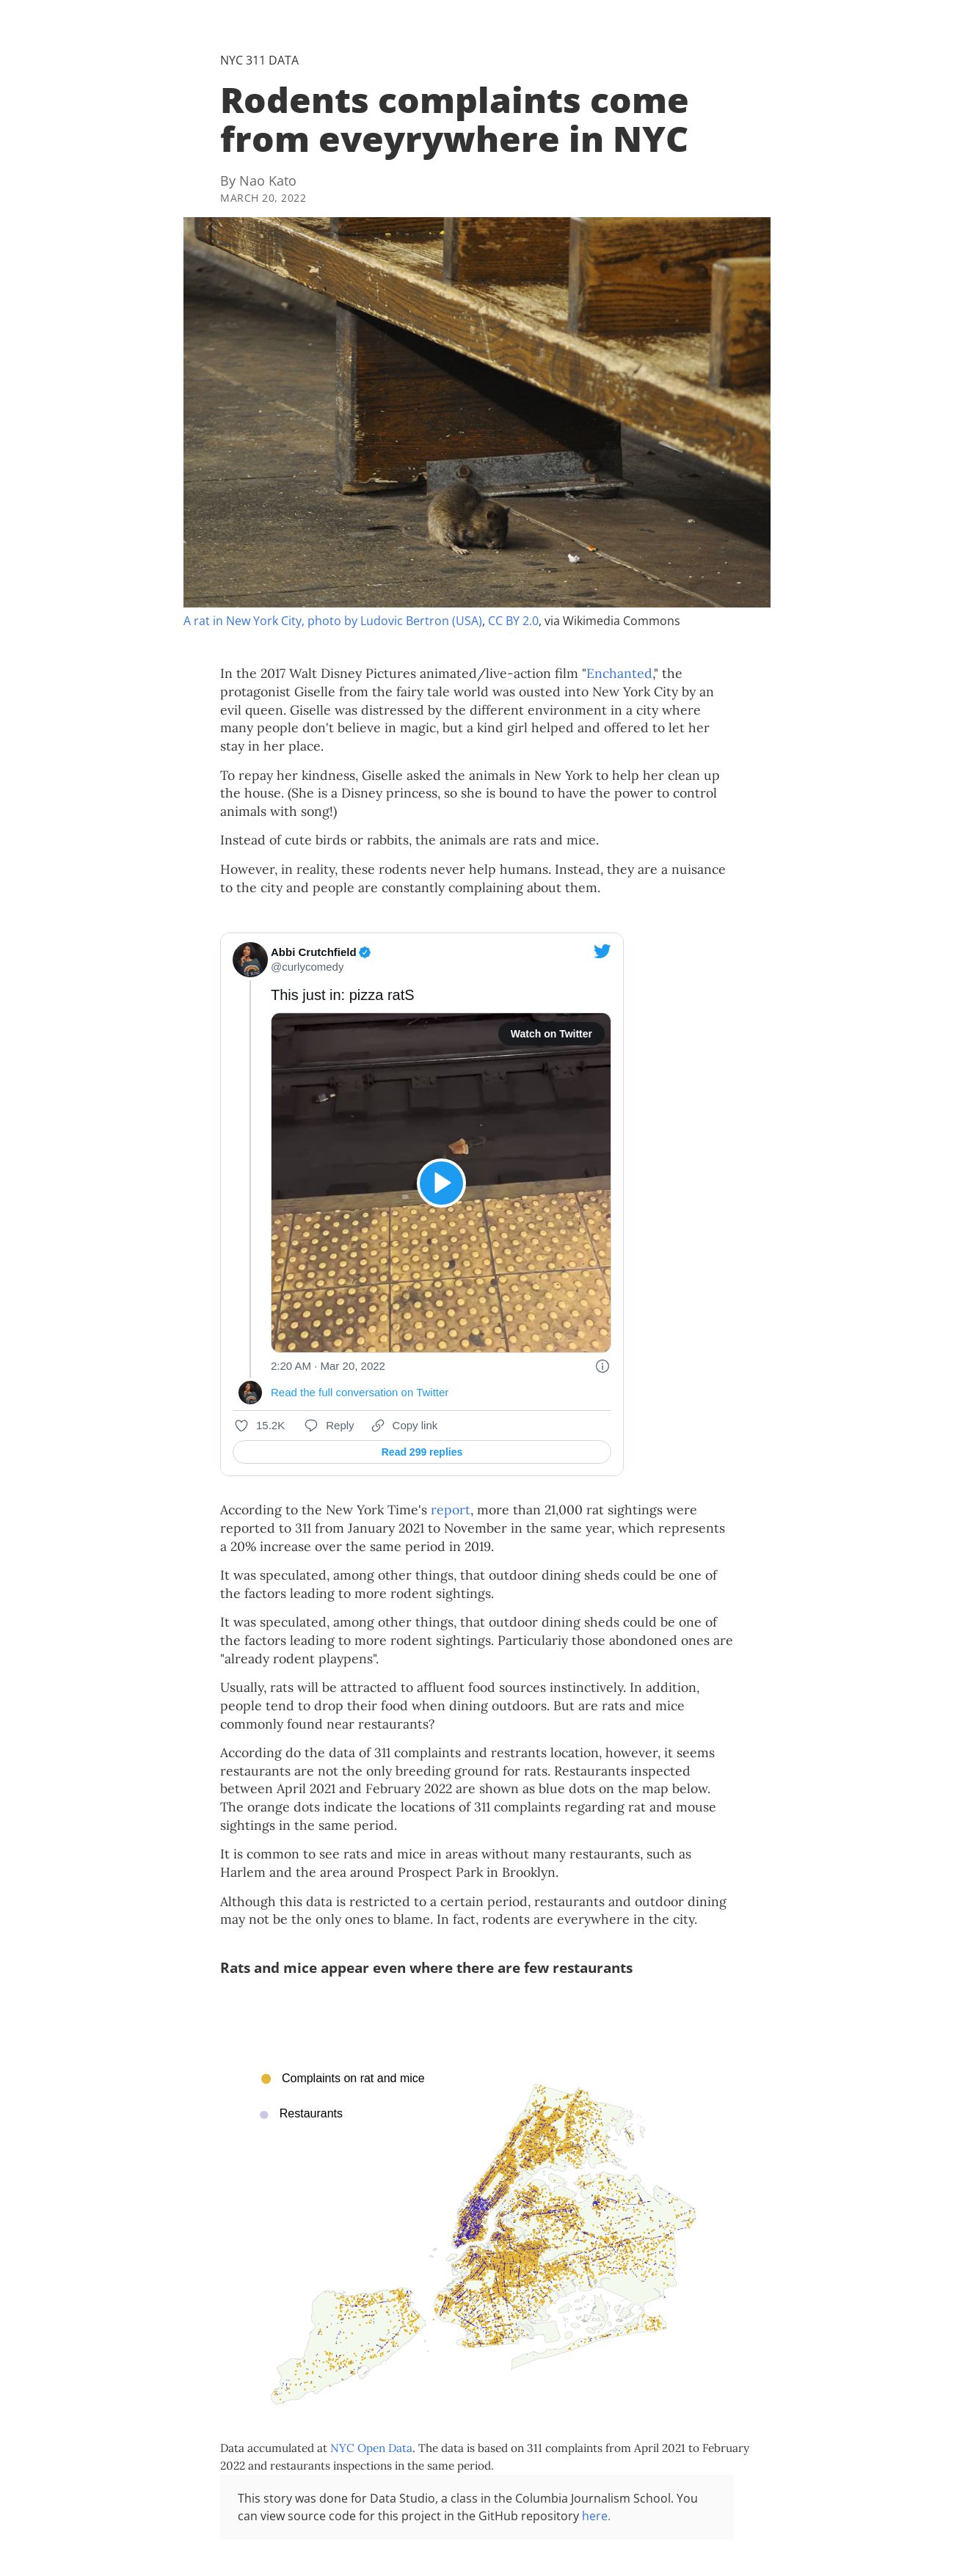 NYC 311 DATA
Rodents complaints come
from eveyrywhere in NYC
By Nao Kato
MARCH 20, 2022
A rat in New York City, photo by Ludovic Bertron (USA), CC BY 2.0, via Wikimedia Commons
In the 2017 Walt Disney Pictures animated/live-action film "Enchanted," the
protagonist Giselle from the fairy tale world was ousted into New York City by an
evil queen. Giselle was distressed by the different environment in a city where
many people don't believe in magic, but a kind girl helped and offered to let her
stay in her place.
To repay her kindness, Giselle asked the animals in New York to help her clean up
the house. (She is a Disney princess, so she is bound to have the power to control
animals with song!)
Instead of cute birds or rabbits, the animals are rats and mice.
However, in reality, these rodents never help humans. Instead, they are a nuisance
to the city and people are constantly complaining about them.
Abbi Crutchfield
@curlycomedy
This just in: pizza ratS
Watch on Twitter
2:20 AM · Mar 20, 2022
Read the full conversation on Twitter
15.2K Reply Copy link
Read 299 replies
According to the New York Time's report, more than 21,000 rat sightings were
reported to 311 from January 2021 to November in the same year, which represents
a 20% increase over the same period in 2019.
It was speculated, among other things, that outdoor dining sheds could be one of
the factors leading to more rodent sightings.
It was speculated, among other things, that outdoor dining sheds could be one of
the factors leading to more rodent sightings. Particulariy those abondoned ones are
"already rodent playpens".
Usually, rats will be attracted to affluent food sources instinctively. In addition,
people tend to drop their food when dining outdoors. But are rats and mice
commonly found near restaurants?
According do the data of 311 complaints and restrants location, however, it seems
restaurants are not the only breeding ground for rats. Restaurants inspected
between April 2021 and February 2022 are shown as blue dots on the map below.
The orange dots indicate the locations of 311 complaints regarding rat and mouse
sightings in the same period.
It is common to see rats and mice in areas without many restaurants, such as
Harlem and the area around Prospect Park in Brooklyn.
Although this data is restricted to a certain period, restaurants and outdoor dining
may not be the only ones to blame. In fact, rodents are everywhere in the city.
Rats and mice appear even where there are few restaurants
Complaints on rat and mice
Restaurants
Data accumulated at NYC Open Data. The data is based on 311 complaints from April 2021 to February
2022 and restaurants inspections in the same period.
This story was done for Data Studio, a class in the Columbia Journalism School. You
can view source code for this project in the GitHub repository here.